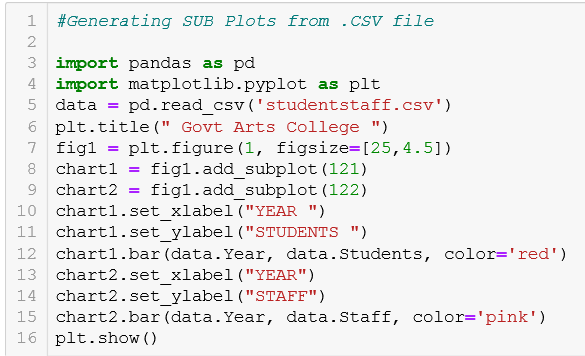 1 #Generating SUB Plots from .CSV file
2
3 import pandas as pd
4 import matplotlib.pyplot as plt
5 data = pd.read_csv('studentstaff.csv')
6 plt.title(" Govt Arts College ")
7 fig1 = plt.figure(1, figsize=[25,4.5])
8 chart1 = fig1.add_subplot(121)
9 chart2 = fig1.add_subplot(122)
10 chart1.set_xlabel("YEAR ")
11 chart1.set_ylabel("STUDENTS ")
12 chart1.bar(data.Year, data.Students, color='red')
13 chart2.set_xlabel("YEAR")
14 chart2.set_ylabel("STAFF")
15 chart2.bar(data.Year, data.Staff, color='pink')
16 plt.show()